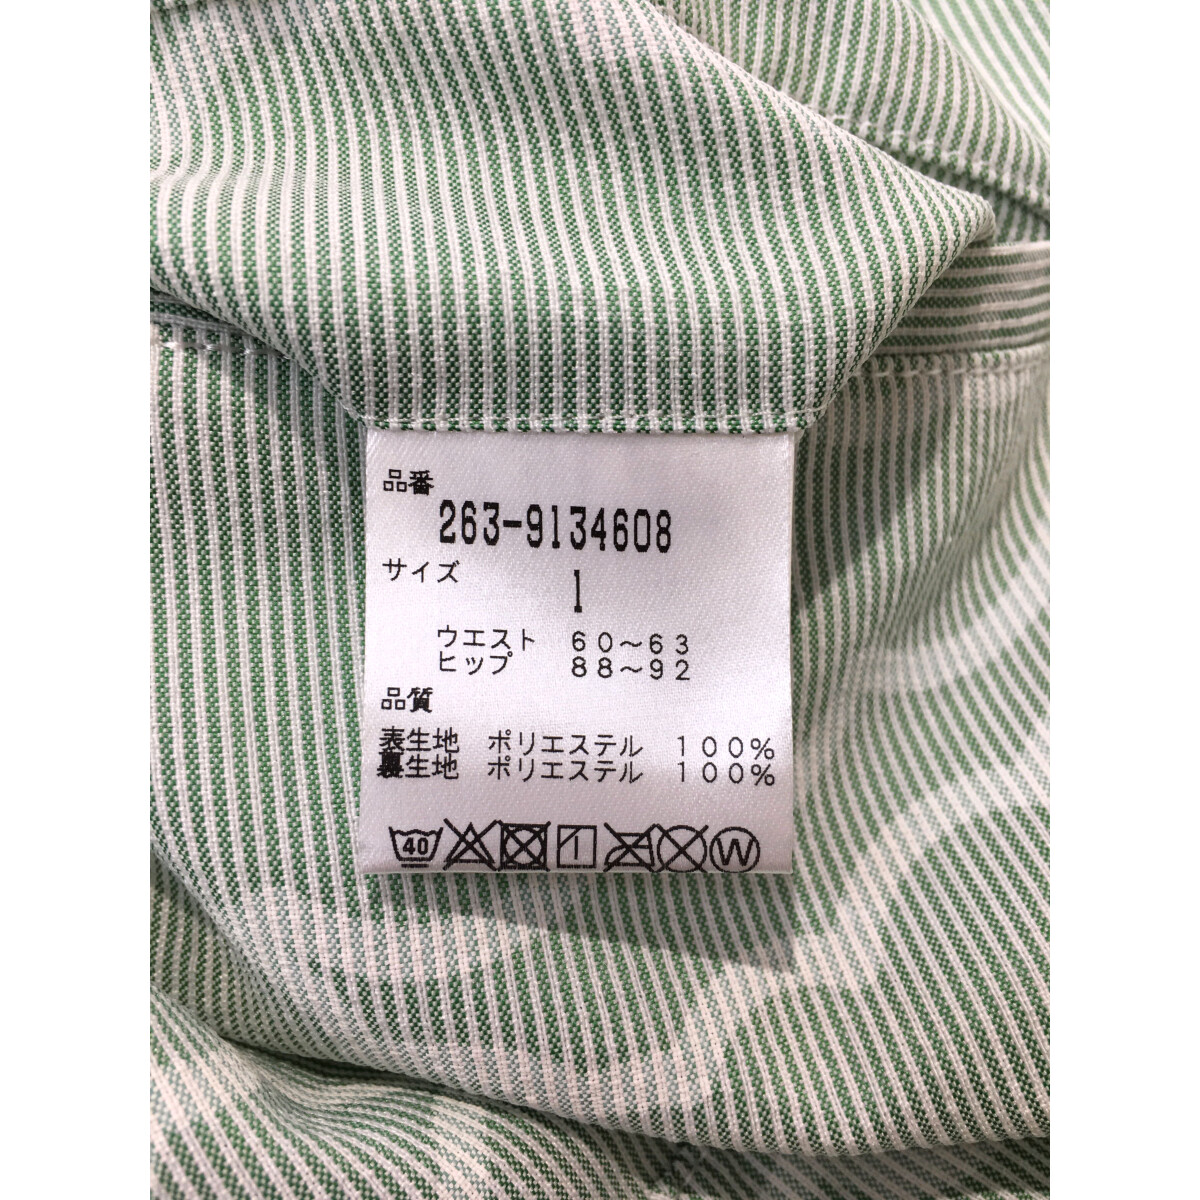 品番
263-9134608
サイズ
1
ウエスト 60〜63
ヒップ 88〜92
品質
表生地 ポリエステル 100%
裏生地 ポリエステル 100%
40 W